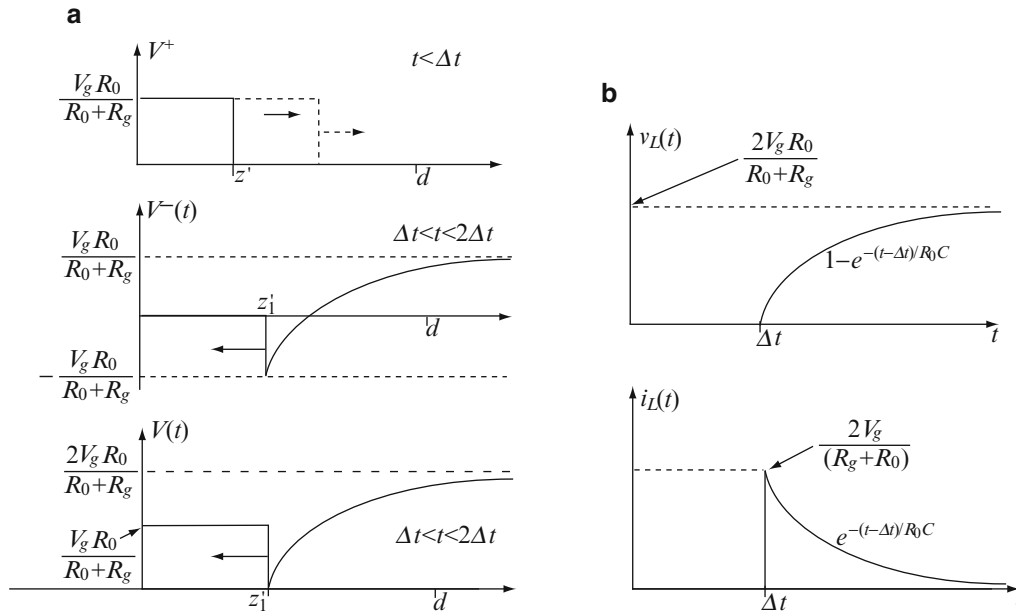 a
V⁺
t<Δt
V_g R_0
R_0+R_g
z'
d
V⁻(t)
Δt<t<2Δt
V_g R_0
R_0+R_g
z'_1
d
−
V_g R_0
R_0+R_g
V(t)
2V_g R_0
R_0+R_g
Δt<t<2Δt
V_g R_0
R_0+R_g
z'_1
d
b
v_L(t)
2V_g R_0
R_0+R_g
1−e^{−(t−Δt)/R_0C}
Δt
t
i_L(t)
2V_g
(R_g+R_0)
e^{−(t−Δt)/R_0C}
Δt